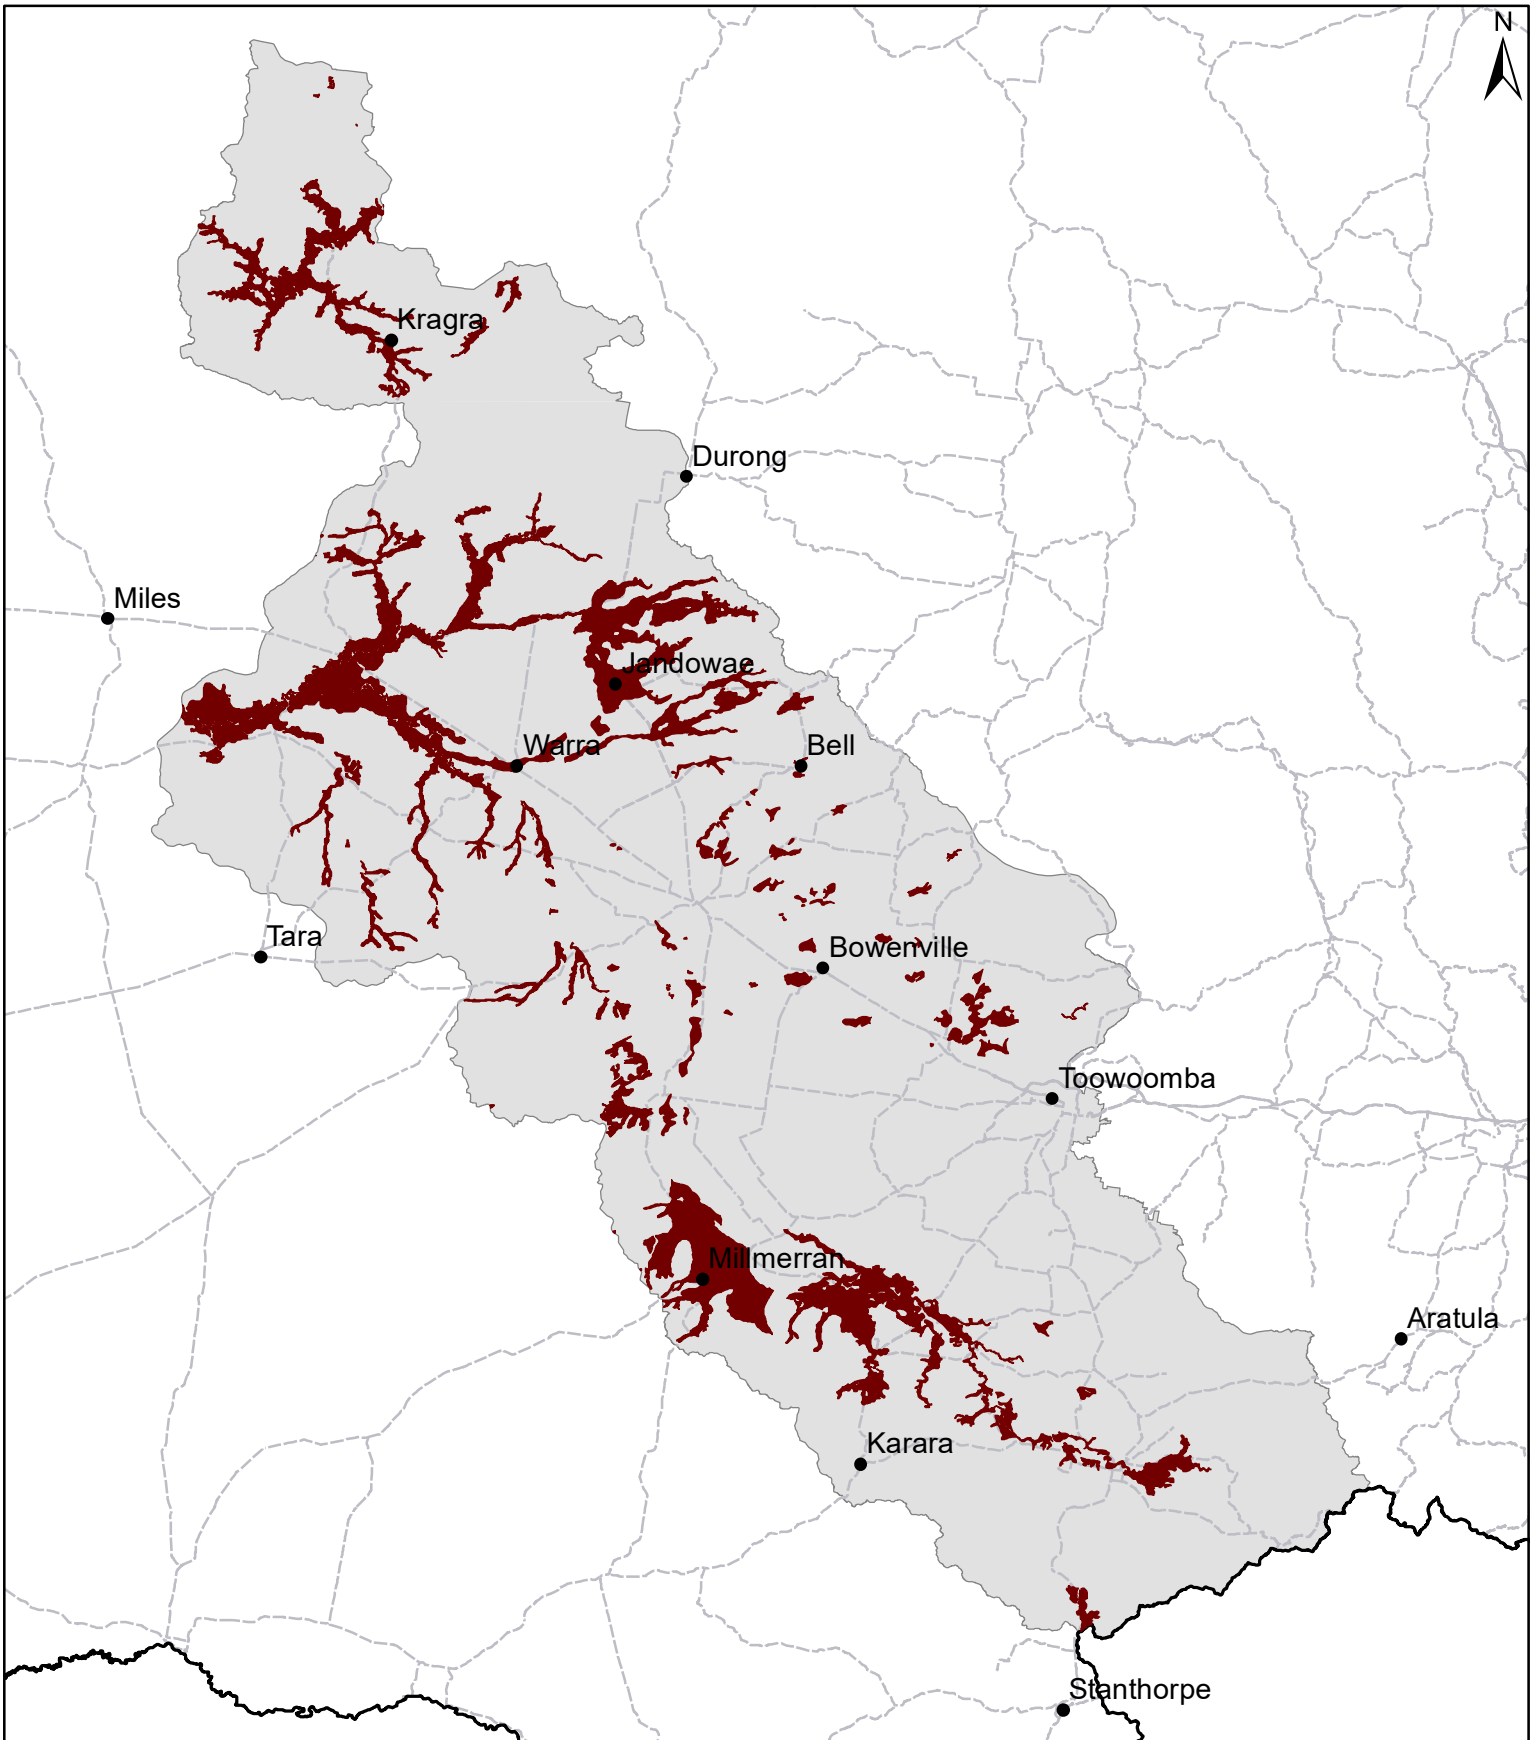 N
Kragra
Durong
Miles
Jandowae
Warra
Bell
Tara
Bowenville
Toowoomba
Millmerran
Aratula
Karara
Stanthorpe